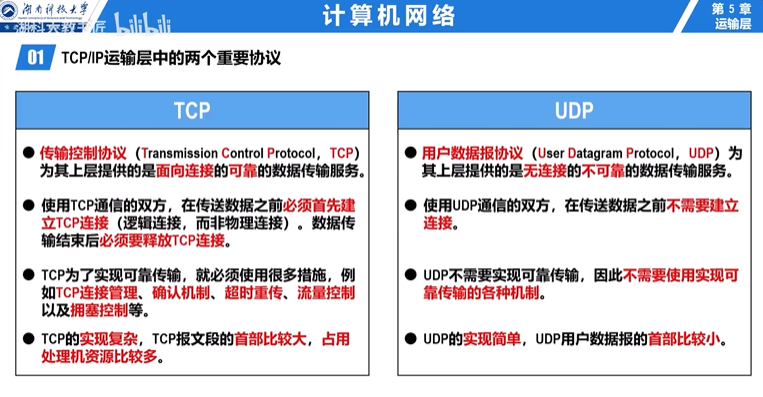 湖南科技大学
湖科大教书匠
bilibili
计算机网络
第 5 章
运输层
01
TCP/IP运输层中的两个重要协议
TCP
● 传输控制协议（Transmission Control Protocol，TCP）
为其上层提供的是面向连接的可靠的数据传输服务。
● 使用TCP通信的双方，在传送数据之前必须首先建
立TCP连接（逻辑连接，而非物理连接）。数据传
输结束后必须要释放TCP连接。
● TCP为了实现可靠传输，就必须使用很多措施，例
如TCP连接管理、确认机制、超时重传、流量控制
以及拥塞控制等。
● TCP的实现复杂，TCP报文段的首部比较大，占用
处理机资源比较多。
UDP
● 用户数据报协议（User Datagram Protocol，UDP）为
其上层提供的是无连接的不可靠的数据传输服务。
● 使用UDP通信的双方，在传送数据之前不需要建立
连接。
● UDP不需要实现可靠传输，因此不需要使用实现可
靠传输的各种机制。
● UDP的实现简单，UDP用户数据报的首部比较小。